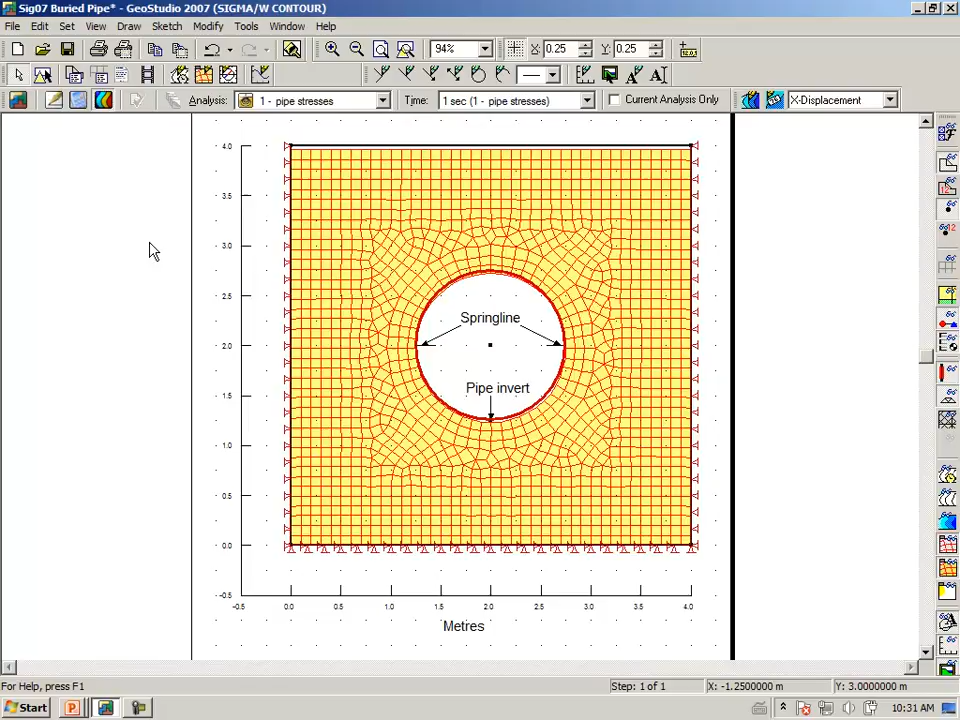 Sig07 Buried Pipe* - GeoStudio 2007 (SIGMA/W CONTOUR)
File Edit Set View Draw Sketch Modify Tools Window Help
94% X: 0.25 Y: 0.25
Analysis: 1 - pipe stresses Time: 1 sec (1 - pipe stresses) Current Analysis Only X-Displacement
4.0
3.5
3.0
2.5
Springline
2.0
Pipe invert
1.5
1.0
0.5
0.0
-0.5
-0.5 0.0 0.5 1.0 1.5 2.0 2.5 3.0 3.5 4.0
Metres
For Help, press F1 Step: 1 of 1 X: -1.2500000 m Y: 3.0000000 m
Start 10:31 AM